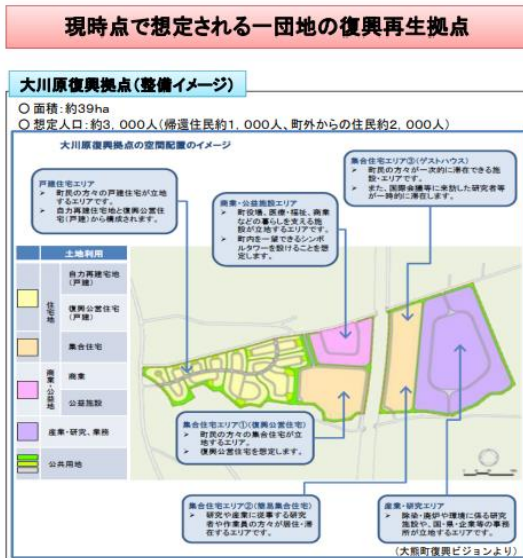 現時点で想定される一団地の復興再生拠点
大川原復興拠点（整備イメージ）
○ 面積：約39ha
○ 想定人口：約3，000人（帰還住民約1，000人、町外からの住民約2，000人）
大川原復興拠点の空間配置のイメージ
戸建住宅エリア
➢ 町民の方々の戸建住宅が立地
するエリアです。
➢ 自力再建住宅地と復興公営住
宅（戸建）から構成されます。
商業・公益施設エリア
➢ 町役場、医療・福祉、商業
などの暮らしを支える施
設が立地するエリアです。
➢ 町内を一望できるシンボ
ルタワーを設けることを想
定します。
集合住宅エリア③（ゲストハウス）
➢ 町民の方々が一次的に滞在できる施
設・エリアです。
➢ また、国際会議等に来訪した研究者等
が一時的に滞在します。
土地利用
住宅地
自力再建宅地
（戸建）
復興公営住宅
（戸建）
集合住宅
商業・公益地
商業
公益施設
産業・研究、業務
公共用地
集合住宅エリア①（復興公営住宅）
➢ 町民の方々の集合住宅が立
地するエリアです。
➢ 復興公営住宅を想定します。
集合住宅エリア②（簡易集合住宅）
➢ 研究や産業に従事する研究
者や作業員の方々が居住・滞
在するエリアです。
産業・研究エリア
➢ 除染・廃炉や環境に係る研究
施設や、国・県・企業等の事務
所が立地するエリアです。
（大熊町復興ビジョンより）